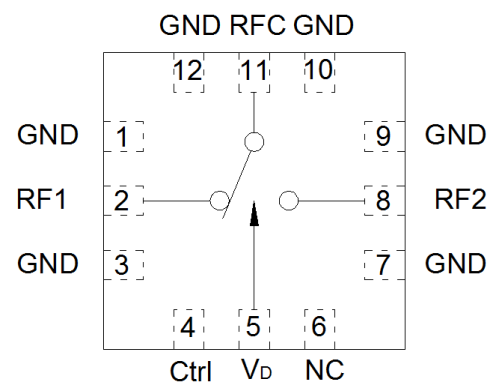 GND RFC GND
12 11 10
GND 1 9 GND
RF1 2 8 RF2
GND 3 7 GND
4 5 6
Ctrl VD NC